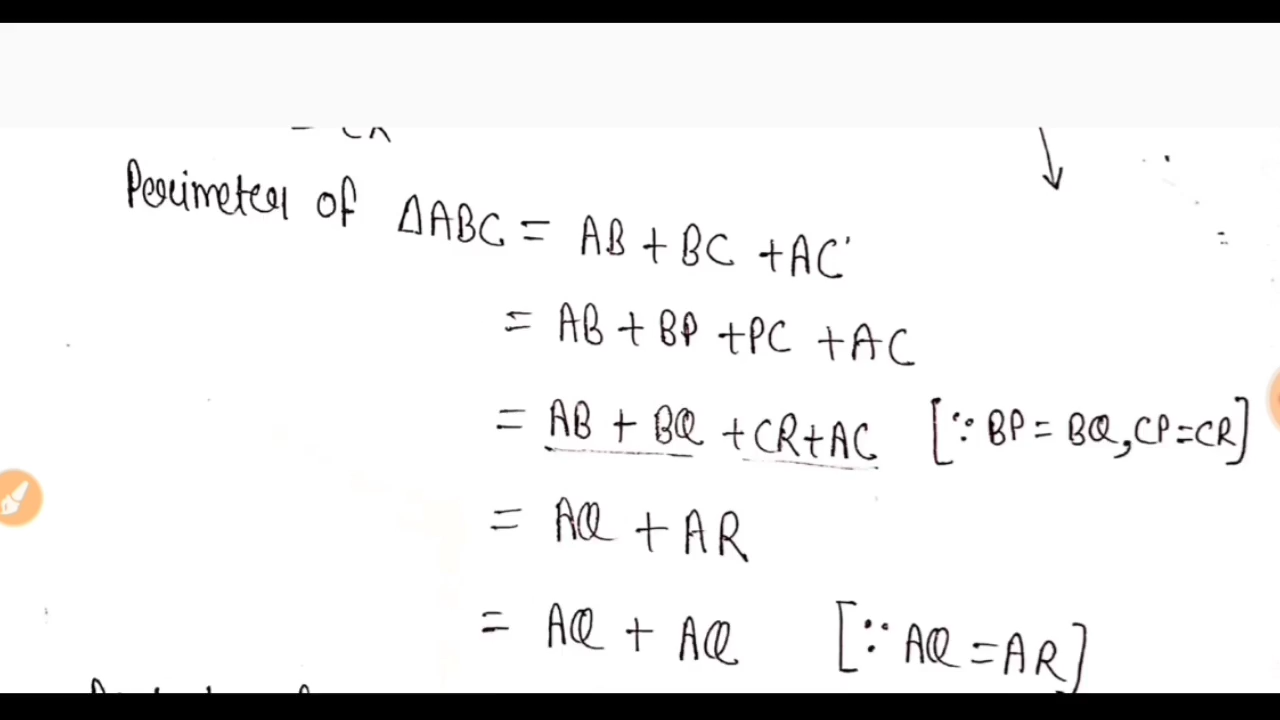 Perimeter of ΔABC = AB + BC + AC
= AB + BP + PC + AC
= AB + BQ + CR + AC [∵ BP = BQ, CP = CR]
= AQ + AR
= AQ + AQ [∵ AQ = AR]